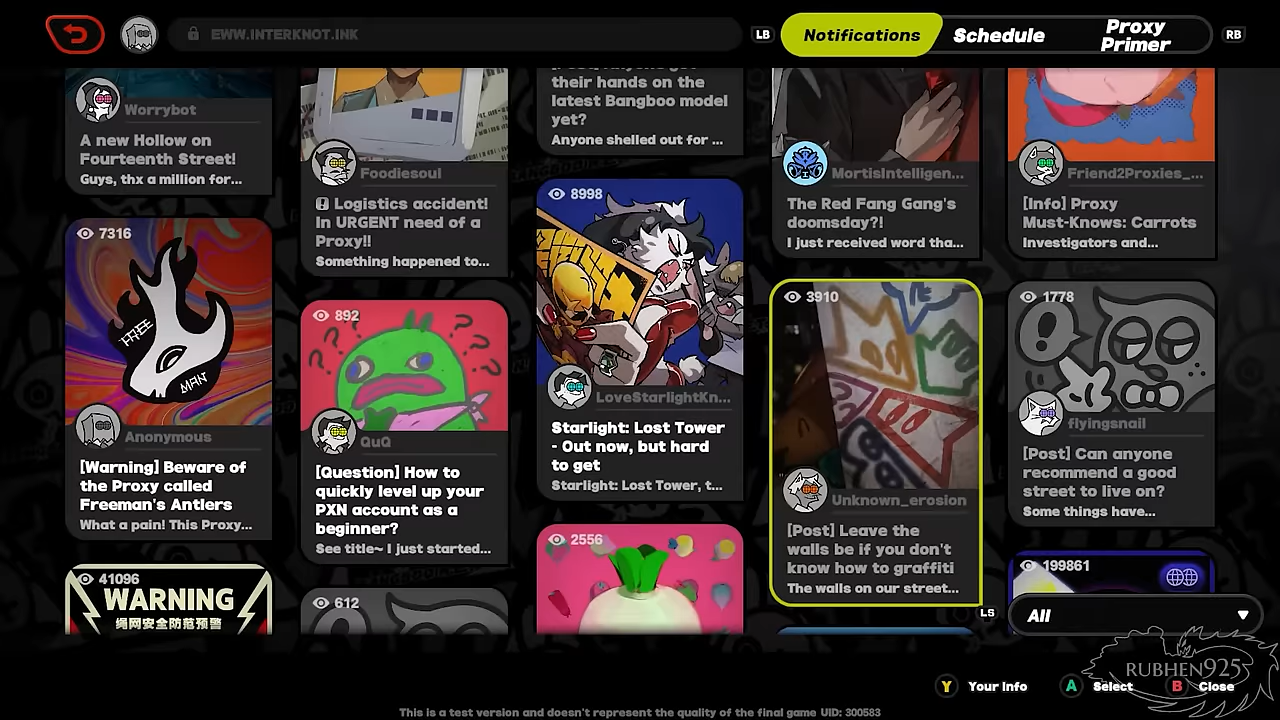 EWW.INTERKNOT.INK
LB
Notifications
Schedule
Proxy
Primer
RB
Worrybot
A new Hollow on
Fourteenth Street!
Guys, thx a million for...
7316
FREE
MAN
Anonymous
[Warning] Beware of
the Proxy called
Freeman's Antlers
What a pain! This Proxy...
41096
WARNING
绳网安全防范预警
Foodiesoul
Logistics accident!
In URGENT need of a
Proxy!!
Something happened to...
892
QuQ
[Question] How to
quickly level up your
PXN account as a
beginner?
See title~ I just started...
612
their hands on the
latest Bangboo model
yet?
Anyone shelled out for ...
8998
LoveStarlightKn...
Starlight: Lost Tower
- Out now, but hard
to get
Starlight: Lost Tower, t...
2556
MortisIntelligen...
The Red Fang Gang's
doomsday?!
I just received word tha...
3910
Unknown_erosion
[Post] Leave the
walls be if you don't
know how to graffiti
The walls on our street...
Friend2Proxies_...
[Info] Proxy
Must-Knows: Carrots
Investigators and...
1778
flyingsnail
[Post] Can anyone
recommend a good
street to live on?
Some things have...
199861
LS
All
RUBHEN925
Y Your Info
A Select
B Close
This is a test version and doesn't represent the quality of the final game UID: 300583